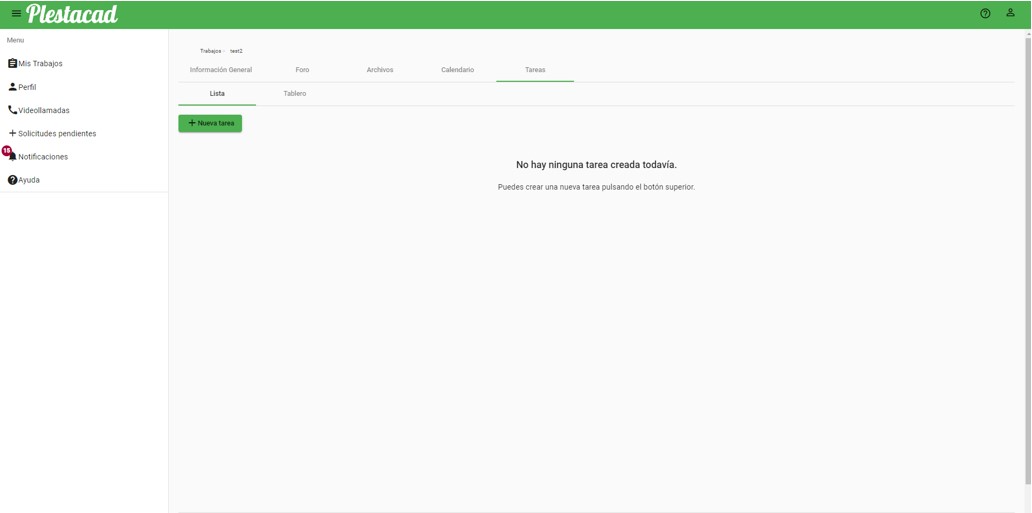 Plestacad
Menu
Mis Trabajos
Perfil
Videollamadas
Solicitudes pendientes
15
Notificaciones
Ayuda
Trabajos > test2
Información General Foro Archivos Calendario Tareas
Lista Tablero
+ Nueva tarea
No hay ninguna tarea creada todavía.
Puedes crear una nueva tarea pulsando el botón superior.